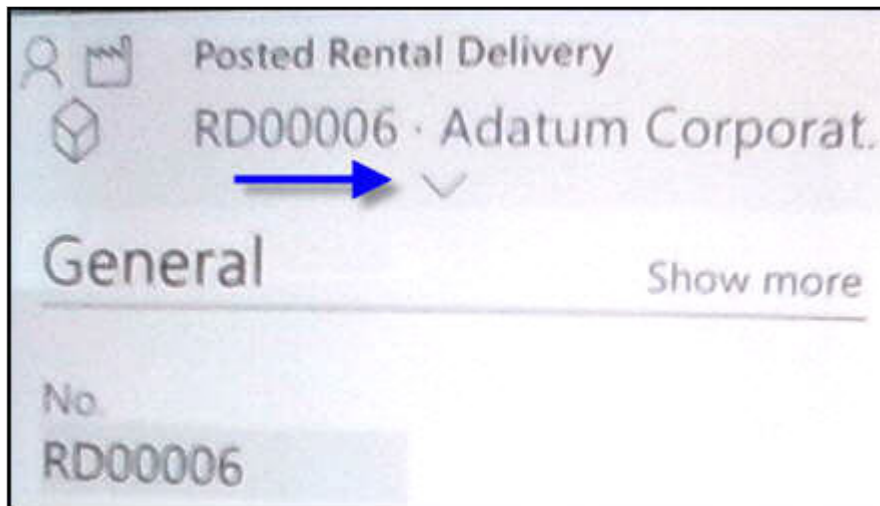 Posted Rental Delivery
RD00006 · Adatum Corporat.
General
Show more
No.
RD00006